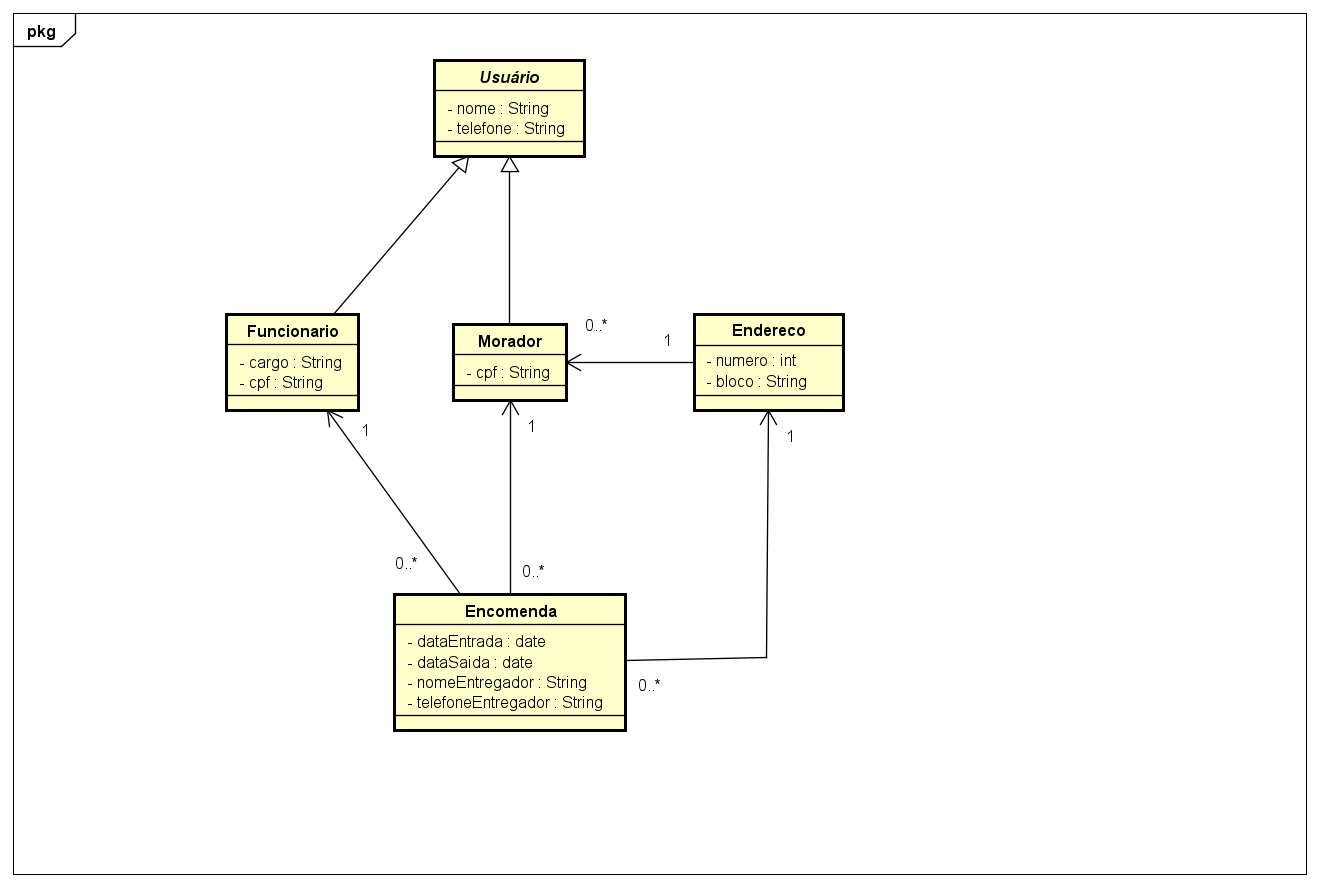 pkg
Usuário
- nome : String
- telefone : String
Funcionario
- cargo : String
- cpf : String
Morador
- cpf : String
0..*
1
Endereco
- numero : int
- bloco : String
1
1
1
0..*
0..*
Encomenda
- dataEntrada : date
- dataSaida : date
- nomeEntregador : String
- telefoneEntregador : String
0..*